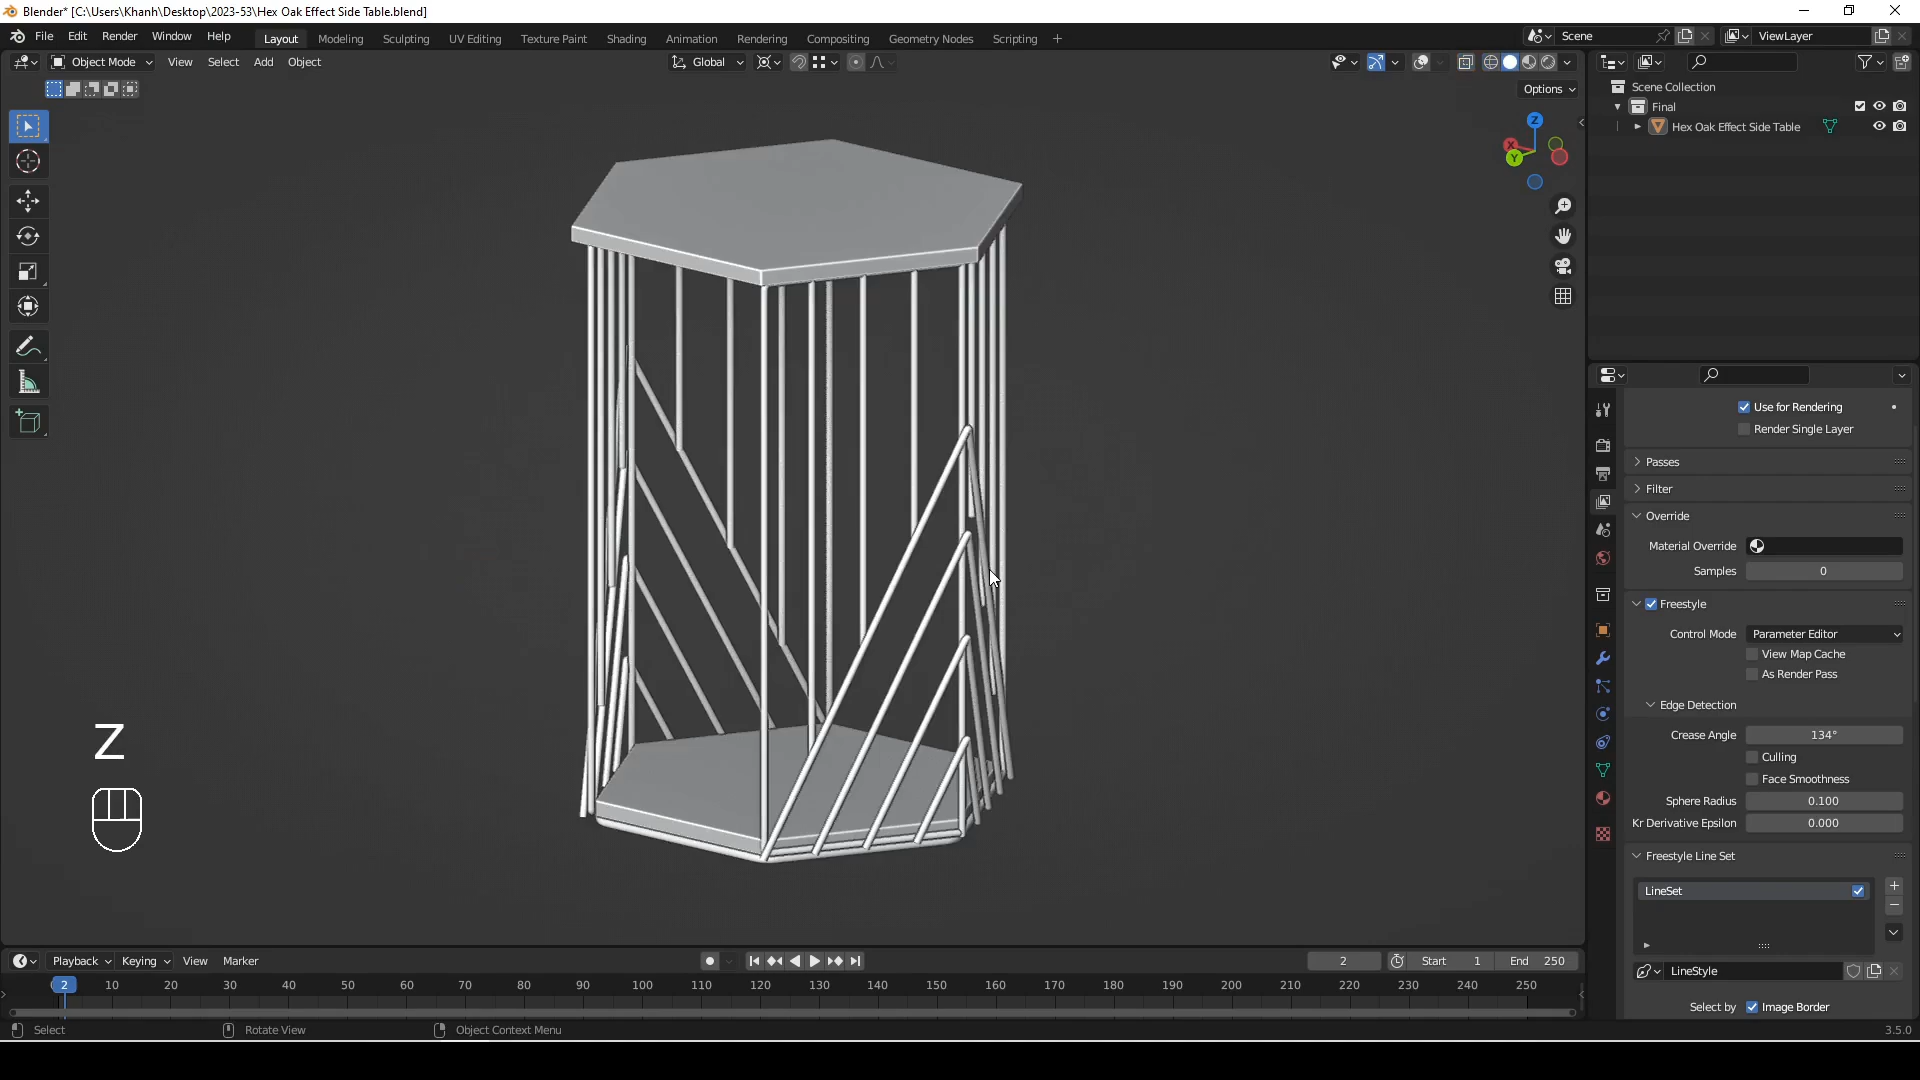 Blender* [C:\Users\Khanh\Desktop\2023-53\Hex Oak Effect Side Table.blend]
File Edit Render Window Help Layout Modeling Sculpting UV Editing Texture Paint Shading Animation Rendering Compositing Geometry Nodes Scripting + Scene ViewLayer
Object Mode View Select Add Object Global
Options
Scene Collection
Final
Hex Oak Effect Side Table
Z
X
Y
Use for Rendering
Render Single Layer
Passes
Filter
Override
Material Override
Samples 0
Freestyle
Control Mode Parameter Editor
View Map Cache
As Render Pass
Edge Detection
Crease Angle 134°
Culling
Face Smoothness
Sphere Radius 0.100
Kr Derivative Epsilon 0.000
Freestyle Line Set
LineSet
LineStyle
Select by Image Border
Z
Playback Keying View Marker 2 Start 1 End 250
2 10 20 30 40 50 60 70 80 90 100 110 120 130 140 150 160 170 180 190 200 210 220 230 240 250
Select Rotate View Object Context Menu 3.5.0